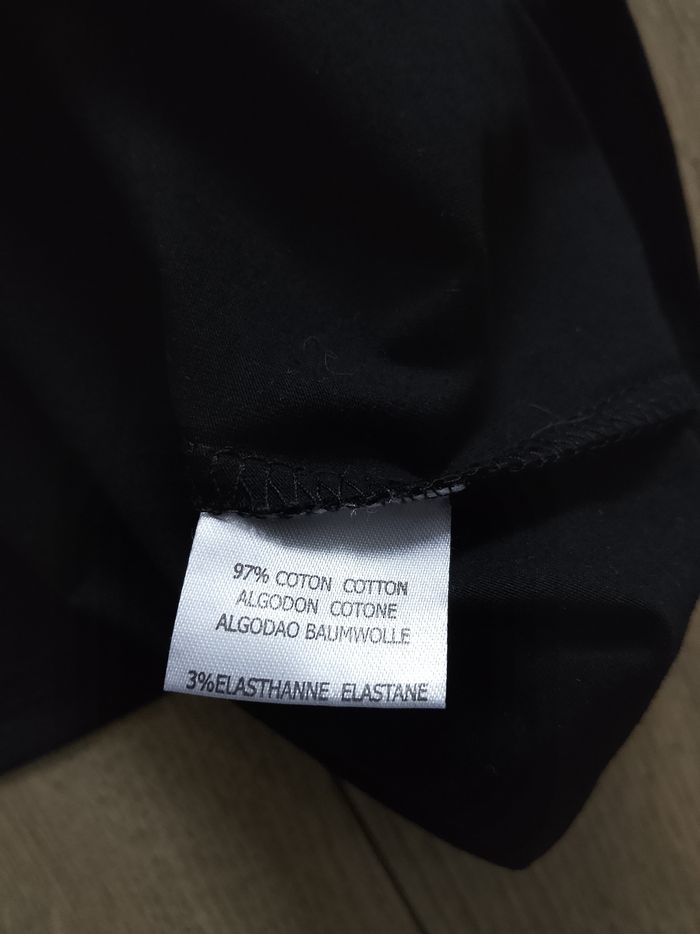 97% COTON COTTON
ALGODON COTONE
ALGODAO BAUMWOLLE
3%ELASTHANNE ELASTANE